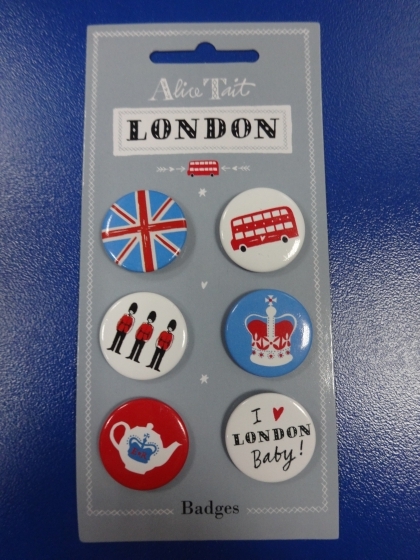 Alice Tait
LONDON
I ♥
LONDON
Baby!
Badges